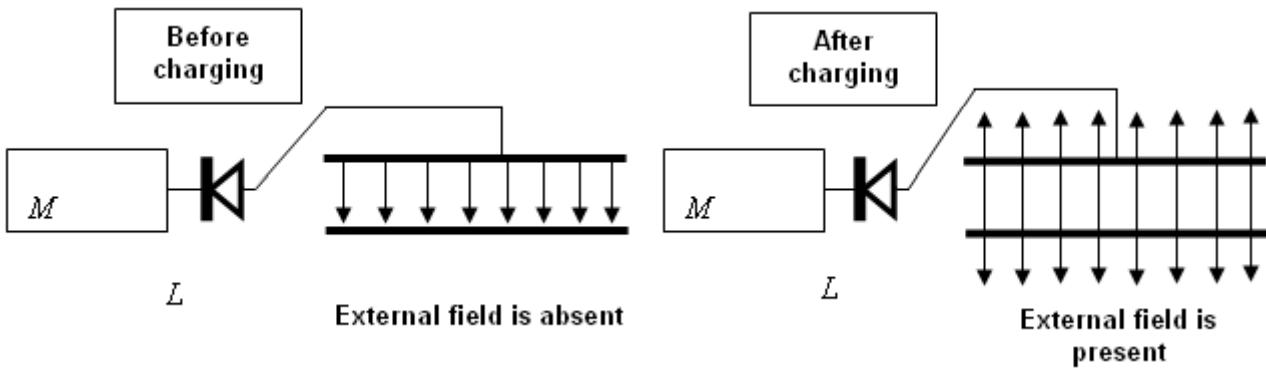 Before
charging
M
L
External field is absent
After
charging
M
L
External field is
present